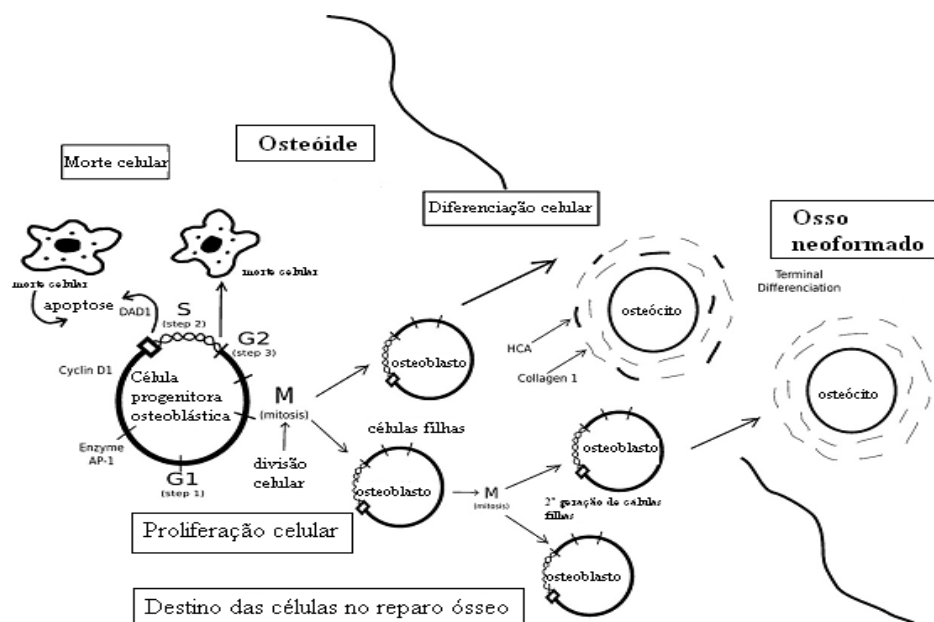 Osteóide
Morte celular
Diferenciação celular
Osso
neoformado
morte celular
morte celular
apoptose
DAD1
S
(step 2)
G2
(step 3)
Terminal
Differenciation
osteócito
HCA
Collagen 1
osteoblasto
Cyclin D1
Célula
progenitora
osteoblástica
M
(mitosis)
osteócito
Enzyme
AP-1
células filhas
divisão
celular
G1
(step 1)
osteoblasto
M
(mitosis)
osteoblasto
2ª geração de células
filhas
Proliferação celular
osteoblasto
Destino das células no reparo ósseo